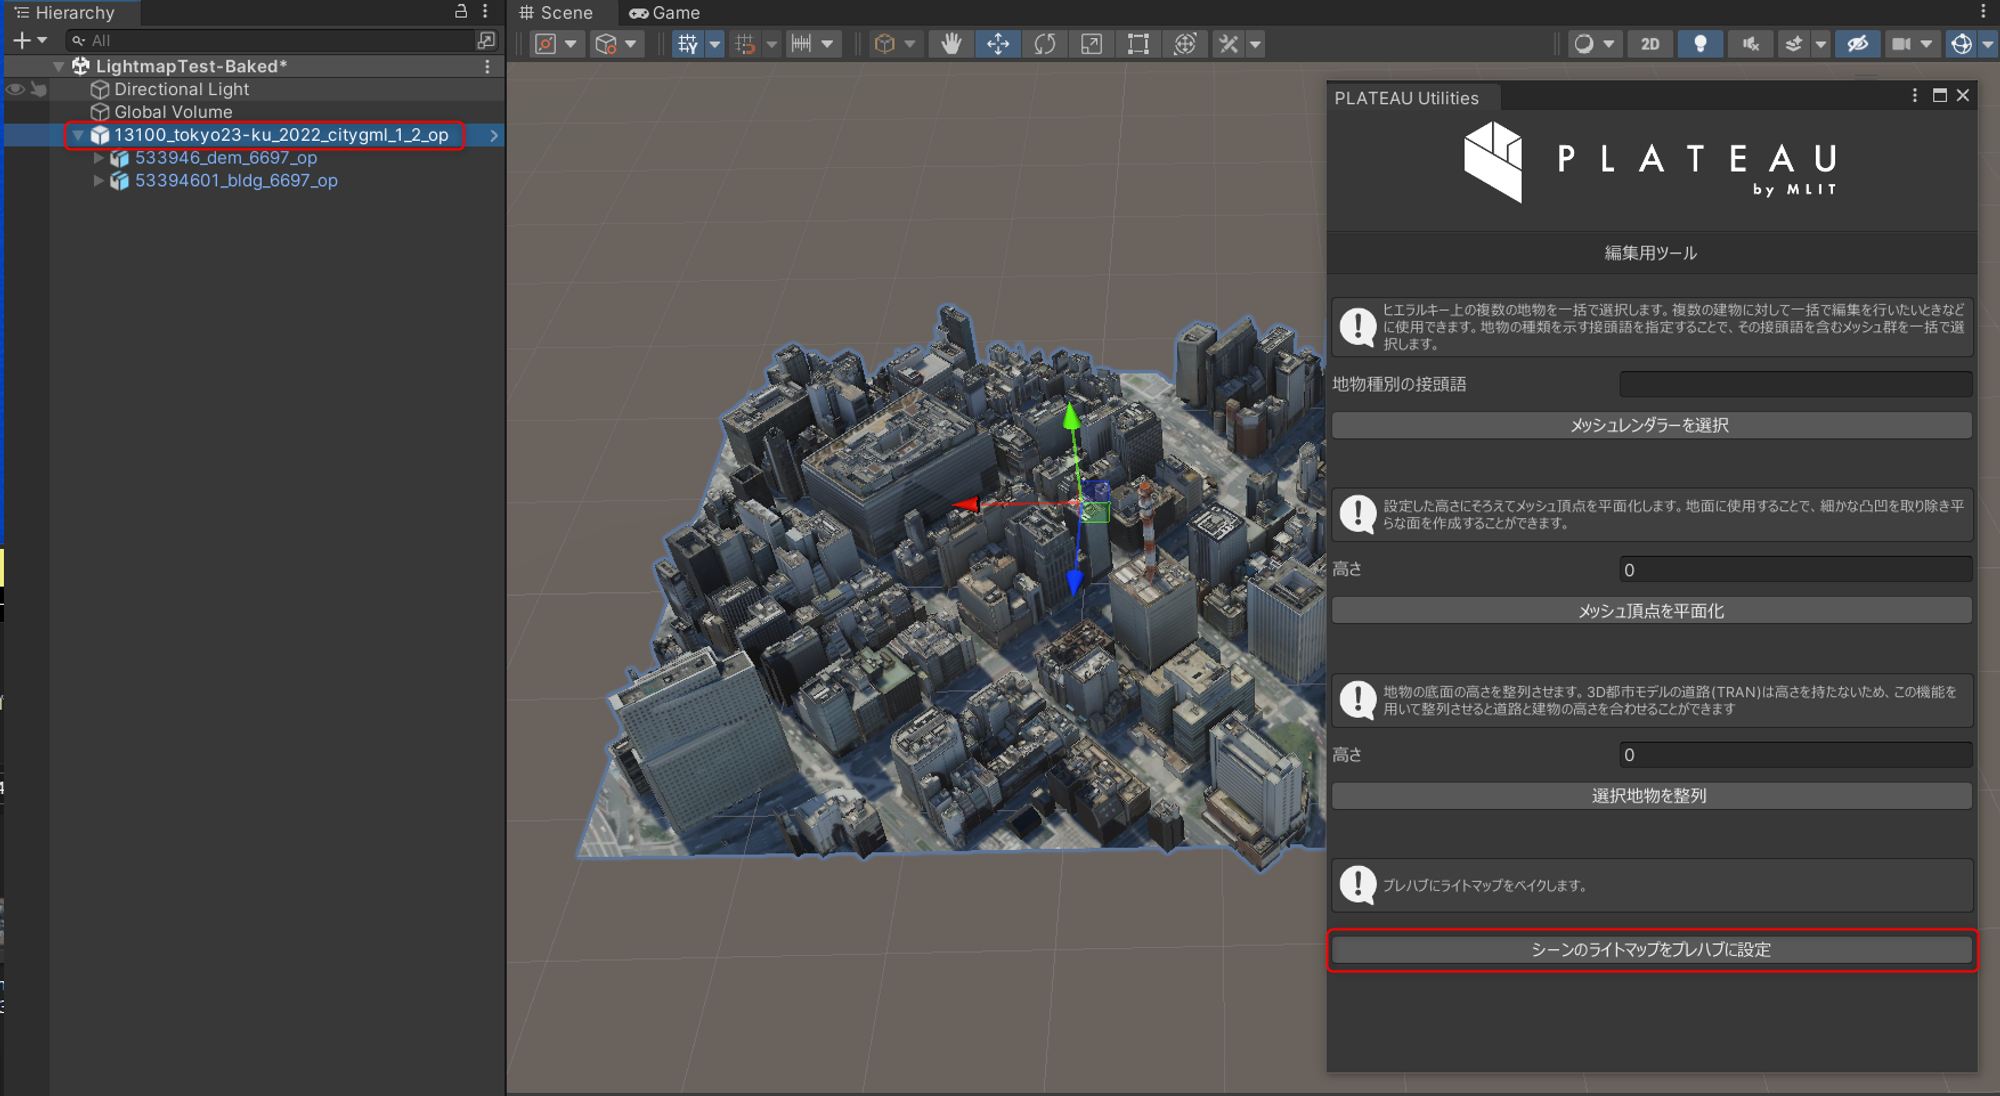 Hierarchy
All
LightmapTest-Baked*
Directional Light
Global Volume
13100_tokyo23-ku_2022_citygml_1_2_op
533946_dem_6697_op
53394601_bldg_6697_op
Scene
Game
2D
PLATEAU Utilities
PLATEAU
by MLIT
編集用ツール
ヒエラルキー上の複数の地物を一括で選択します。複数の建物に対して一括で編集を行いたいときなど
に使用できます。地物の種類を示す接頭語を指定することで、その接頭語を含むメッシュ群を一括で選
択します。
地物種別の接頭語
メッシュレンダラーを選択
設定した高さにそろえてメッシュ頂点を平面化します。地面に使用することで、細かな凸凹を取り除き平
らな面を作成することができます。
高さ
0
メッシュ頂点を平面化
地物の底面の高さを整列させます。3D都市モデルの道路(TRAN)は高さを持たないため、この機能を
用いて整列させると道路と建物の高さを合わせることができます
高さ
0
選択地物を整列
プレハブにライトマップをベイクします。
シーンのライトマップをプレハブに設定